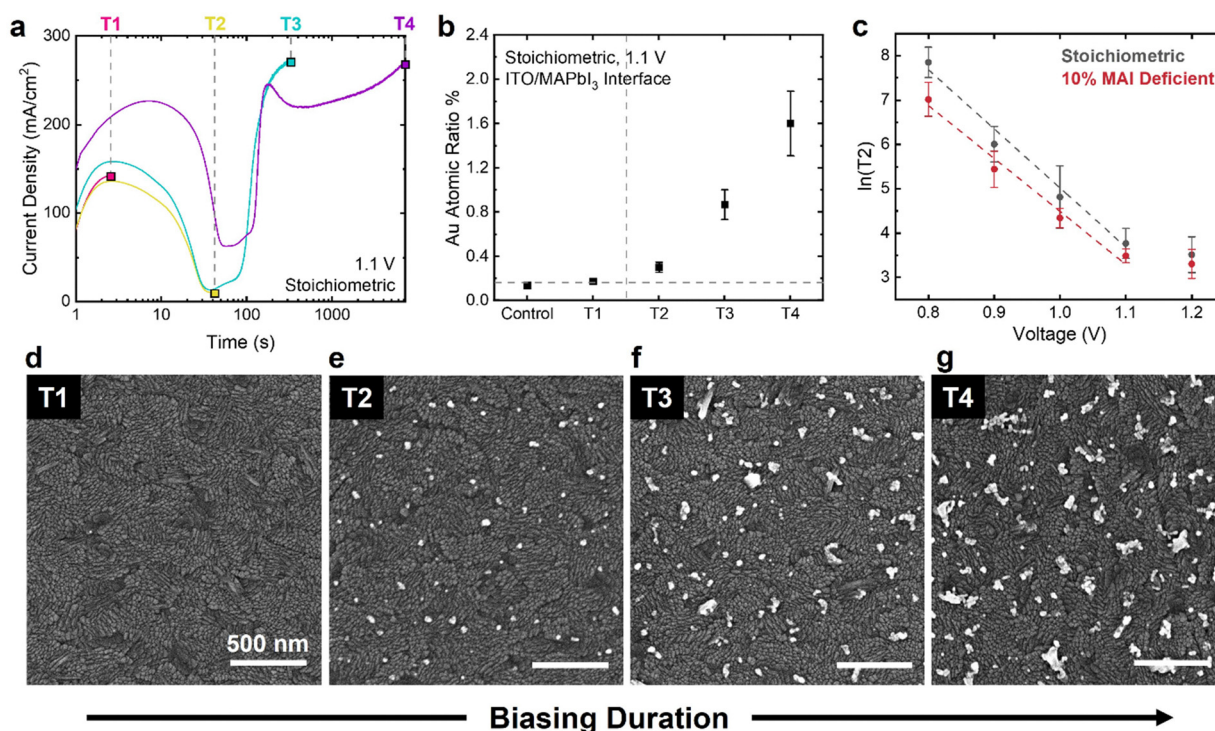 a
T1
T2
T3
T4
300
200
100
0
Current Density (mA/cm²)
1
10
100
1000
Time (s)
1.1 V
Stoichiometric
b
2.4
2.0
1.6
1.2
0.8
0.4
0.0
Au Atomic Ratio %
Stoichiometric, 1.1 V
ITO/MAPbI₃ Interface
Control
T1
T2
T3
T4
c
Stoichiometric
10% MAI Deficient
8
7
6
5
4
3
ln(T2)
0.8
0.9
1.0
1.1
1.2
Voltage (V)
d
T1
500 nm
e
T2
f
T3
g
T4
Biasing Duration